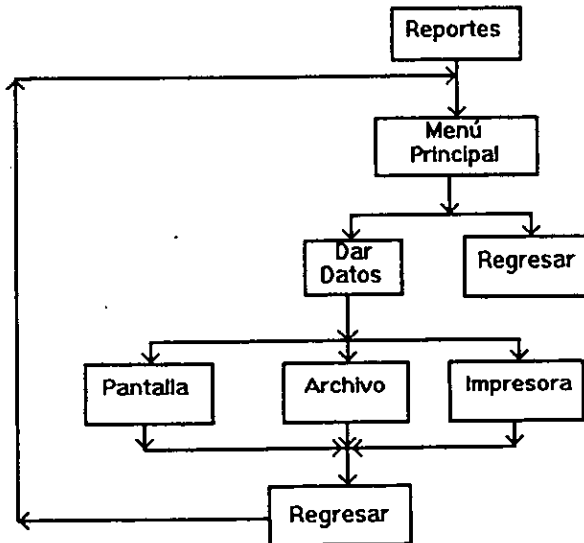 Reportes
Menú
Principal
Dar
Datos
Regresar
Pantalla
Archivo
Impresora
Regresar